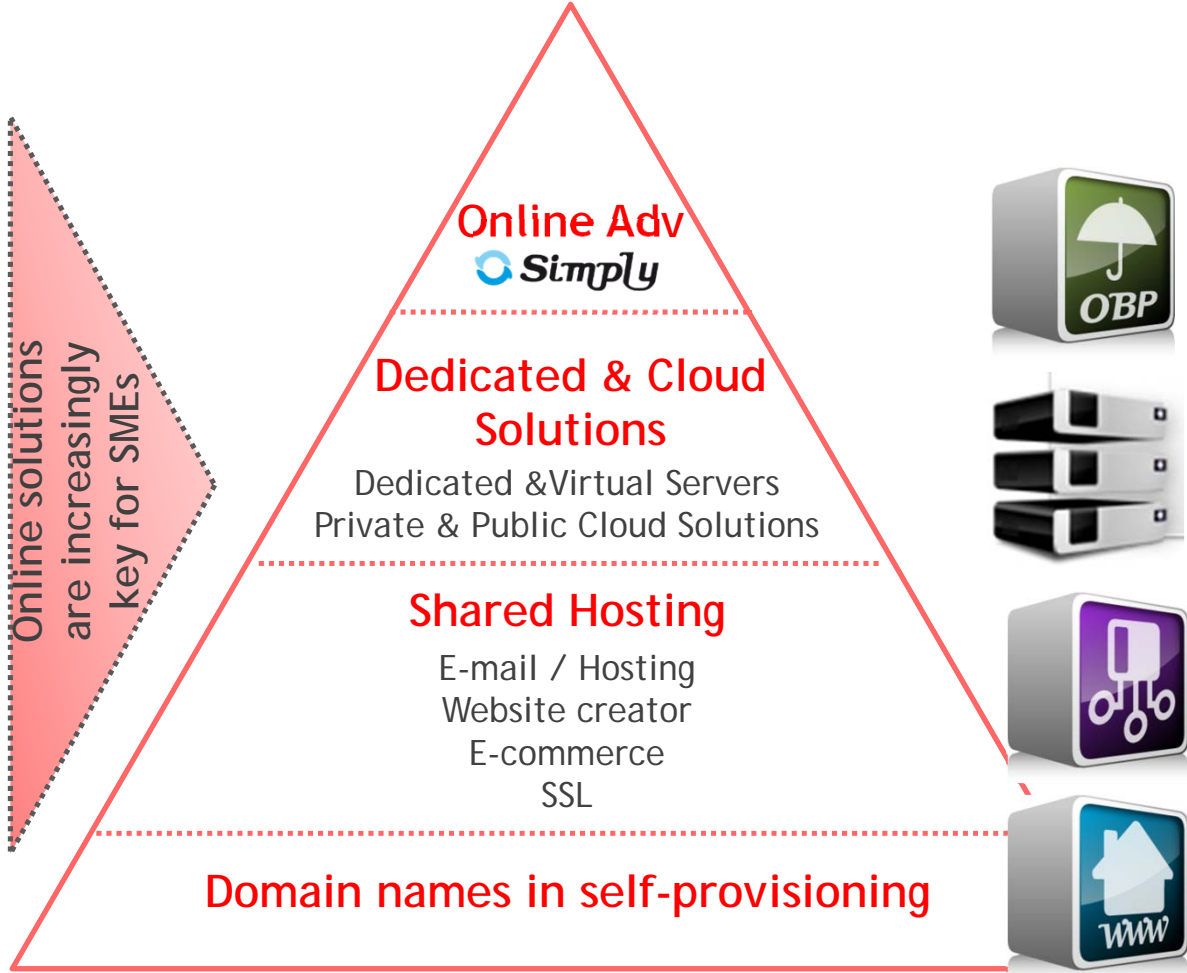 Online solutions
are increasingly
key for SMEs
Online Adv
Simply
OBP
Dedicated & Cloud
Solutions
Dedicated &Virtual Servers
Private & Public Cloud Solutions
Shared Hosting
E-mail / Hosting
Website creator
E-commerce
SSL
Domain names in self-provisioning
WWW